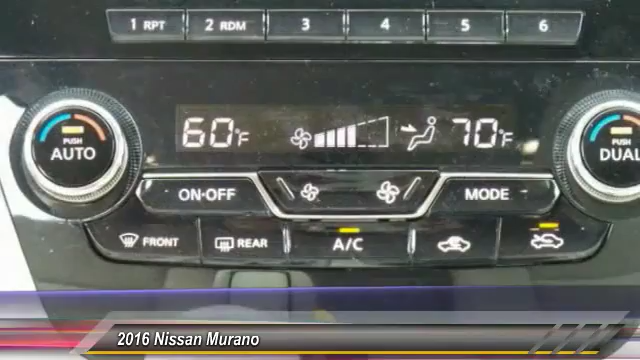 1 RPT 2 RDM 3 4 5 6
60°F 70°F
PUSH AUTO PUSH DUAL
ON·OFF MODE
FRONT REAR A/C
2016 Nissan Murano